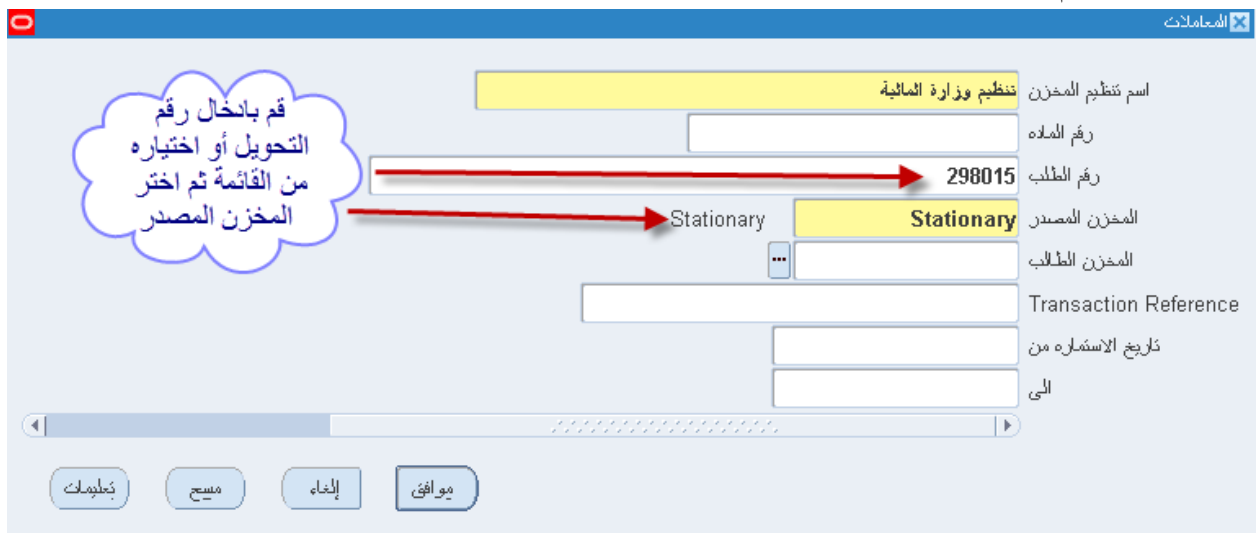 المعاملات
اسم تنظيم المخزن تنظيم وزارة المالية
رقم الماده
رقم الطلب 298015
المخزن المصدر Stationary Stationary
المخزن الطالب
Transaction Reference
تاريخ الاستماره من
الى
قم بادخال رقم
التحويل أو اختياره
من القائمة ثم اختر
المخزن المصدر
موافق إلغاء مسح تعليمات